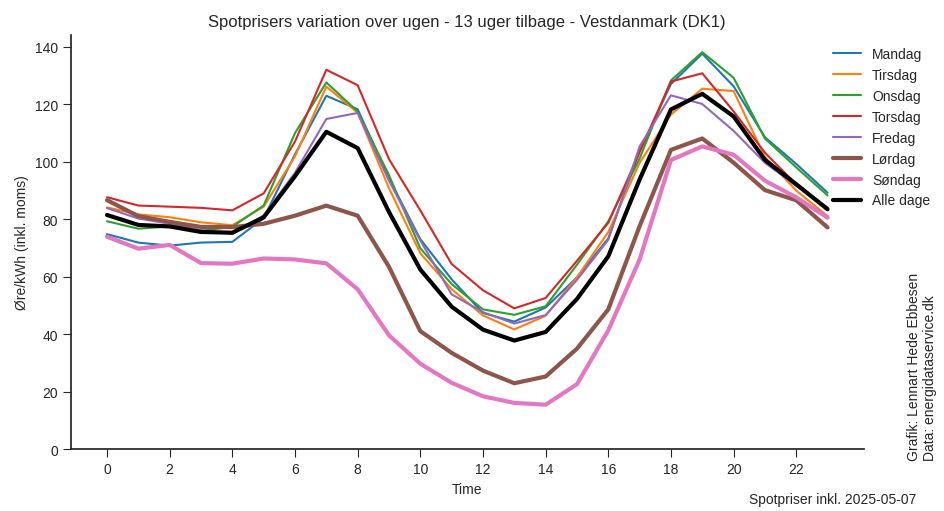 Spotprisers variation over ugen - 13 uger tilbage - Vestdanmark (DK1)
Øre/kWh (inkl. moms)
140
120
100
80
60
40
20
0
0 2 4 6 8 10 12 14 16 18 20 22
Time
Mandag
Tirsdag
Onsdag
Torsdag
Fredag
Lørdag
Søndag
Alle dage
Grafik: Lennart Hede Ebbesen
Data: energidataservice.dk
Spotpriser inkl. 2025-05-07